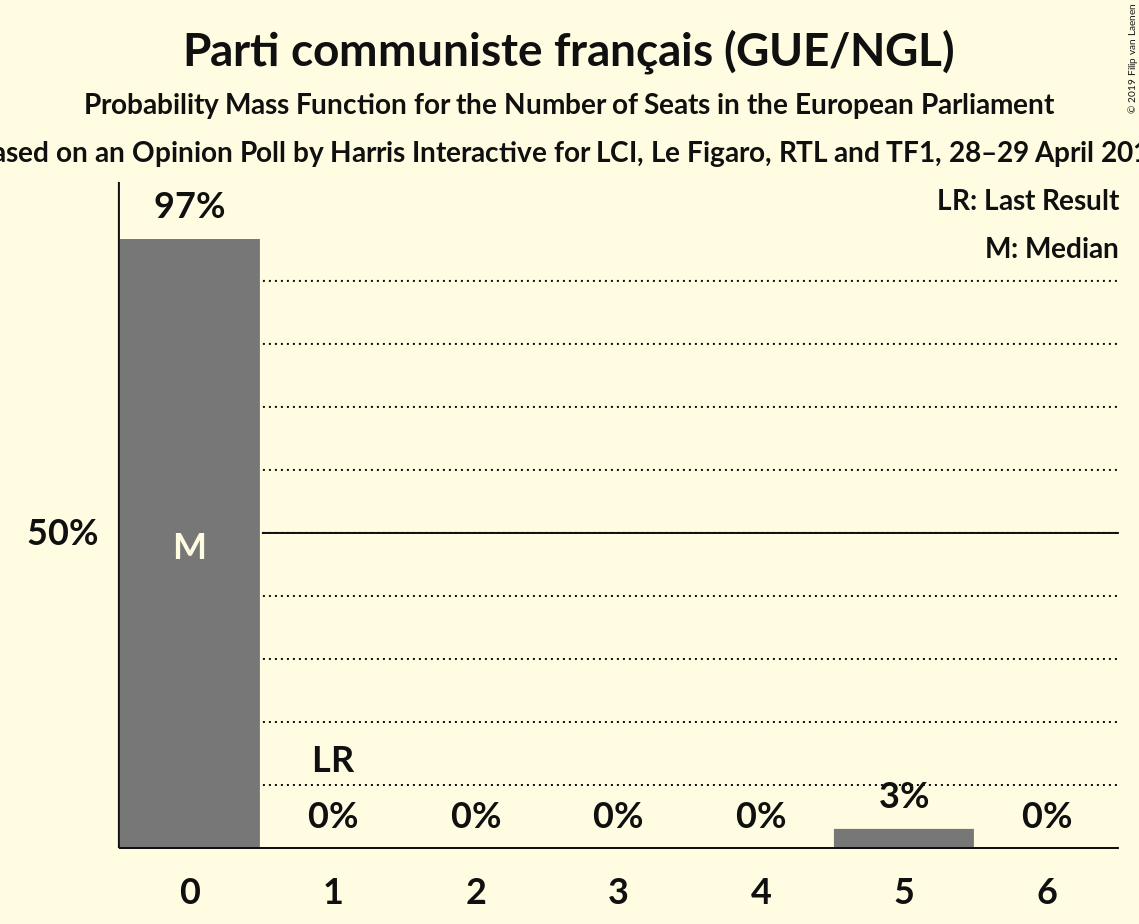 Parti communiste français (GUE/NGL)
Probability Mass Function for the Number of Seats in the European Parliament
on an Opinion Poll by Harris Interactive for LCI, Le Figaro, RTL and TF1, 28–29 April
© 2019 Filip van Laenen
LR: Last Result
M: Median
97%
50%
M
LR
0% 0% 0% 0% 3% 0%
0 1 2 3 4 5 6